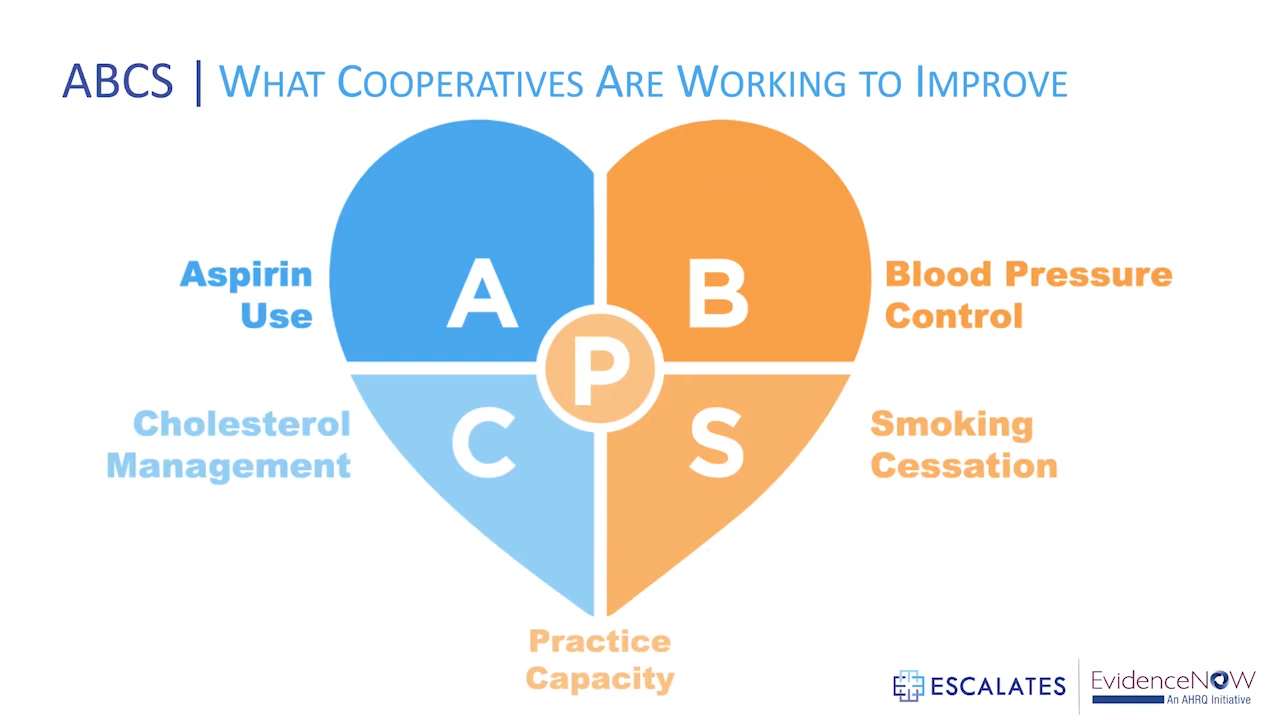 ABCS | WHAT COOPERATIVES ARE WORKING TO IMPROVE
Aspirin
Use
A
B
Blood Pressure
Control
P
Cholesterol
Management
C
S
Smoking
Cessation
Practice
Capacity
ESCALATES
EvidenceNOW
An AHRQ Initiative